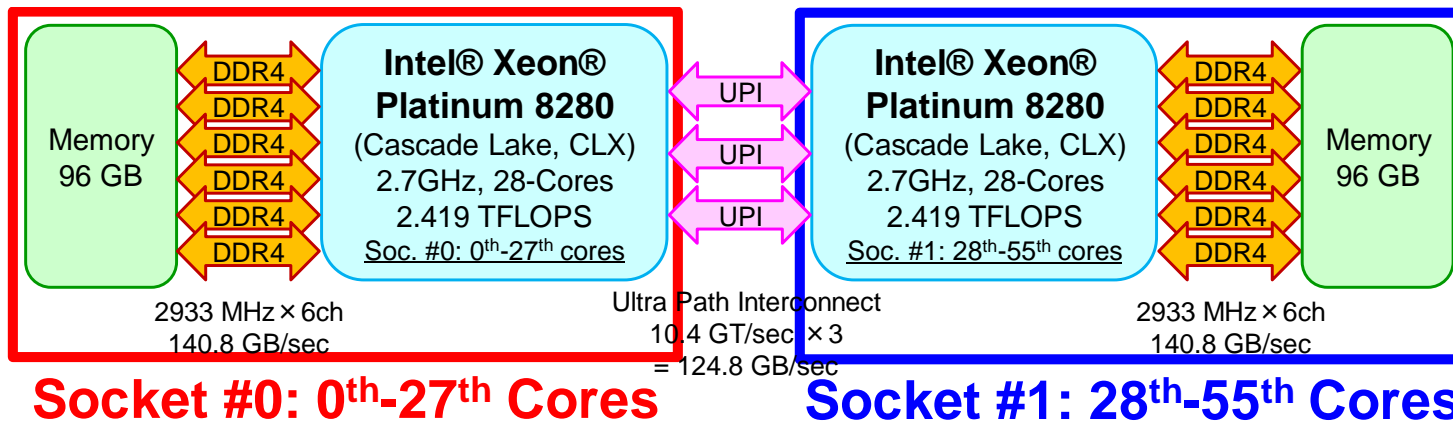 Memory
96 GB
DDR4
DDR4
DDR4
DDR4
DDR4
DDR4
2933 MHz×6ch
140.8 GB/sec
Intel® Xeon®
Platinum 8280
(Cascade Lake, CLX)
2.7GHz, 28-Cores
2.419 TFLOPS
Soc. #0: 0th-27th cores
UPI
UPI
UPI
Ultra Path Interconnect
10.4 GT/sec ×3
= 124.8 GB/sec
Intel® Xeon®
Platinum 8280
(Cascade Lake, CLX)
2.7GHz, 28-Cores
2.419 TFLOPS
Soc. #1: 28th-55th cores
DDR4
DDR4
DDR4
DDR4
DDR4
DDR4
2933 MHz×6ch
140.8 GB/sec
Memory
96 GB
Socket #0: 0th-27th Cores
Socket #1: 28th-55th Cores